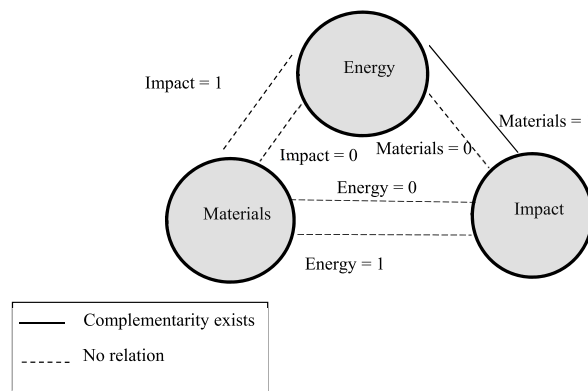 Energy
Impact = 1
Materials =
Impact = 0
Materials = 0
Energy = 0
Materials
Impact
Energy = 1
Complementarity exists
No relation